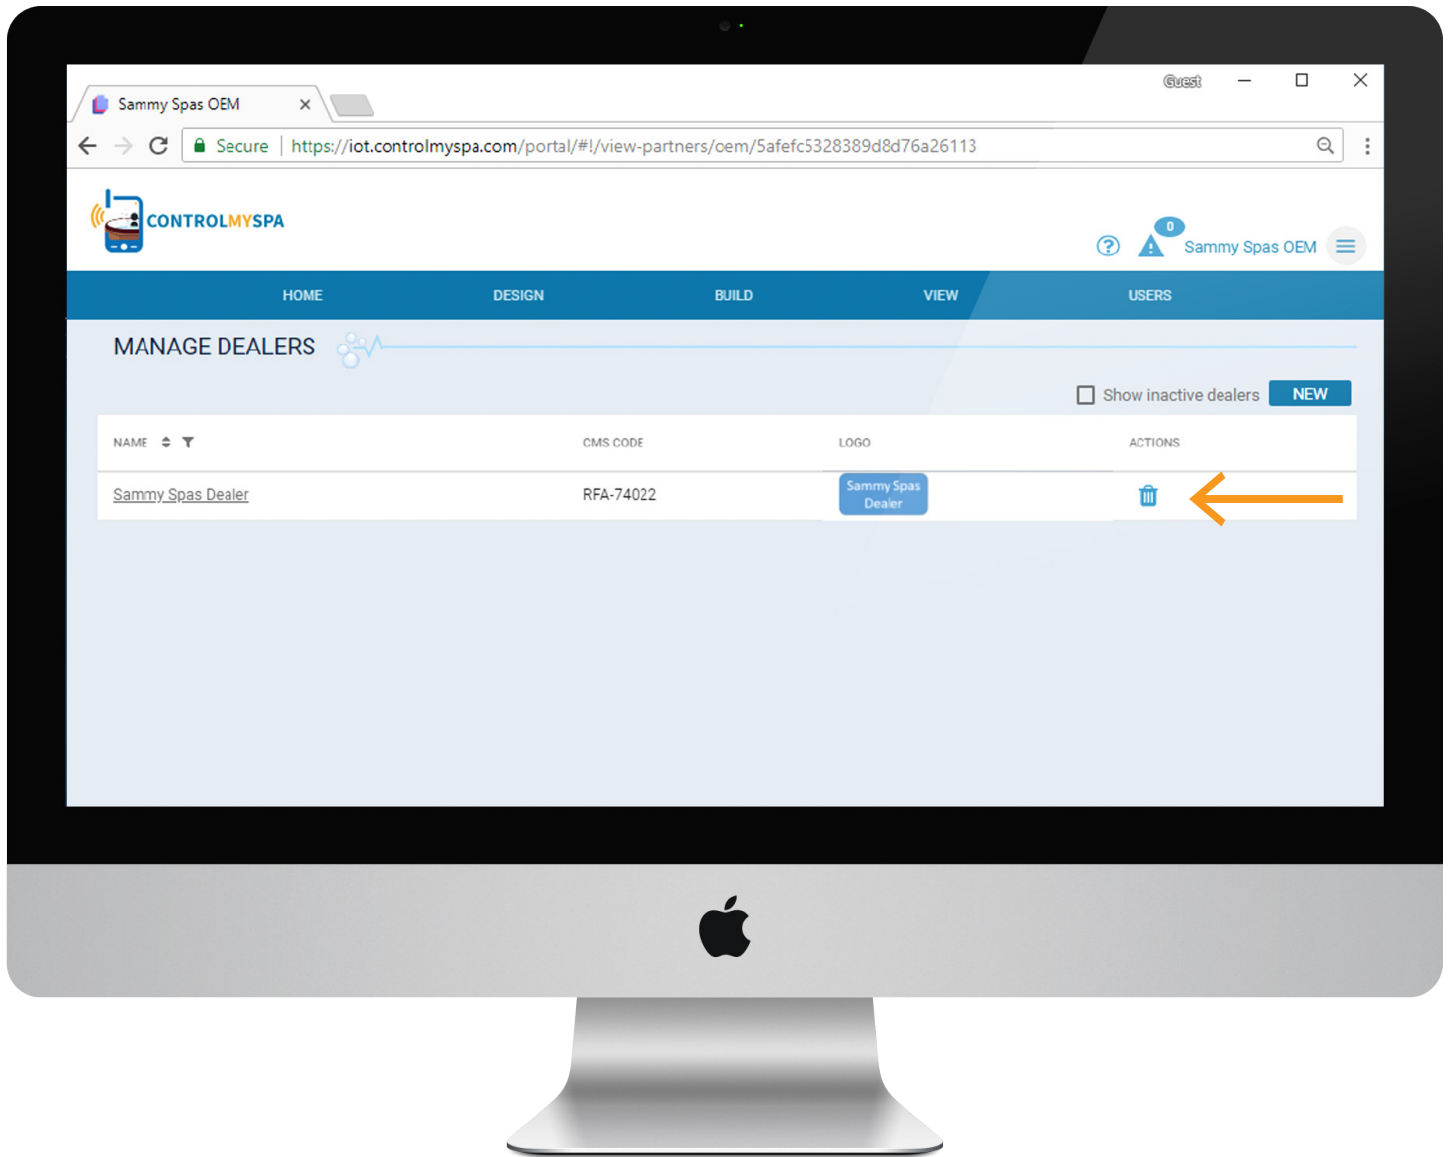 Guest
Sammy Spas OEM
Secure https://iot.controlmyspa.com/portal/#!/view-partners/oem/5afefc5328389d8d76a26113
CONTROLMYSPA
0
? Sammy Spas OEM
HOME DESIGN BUILD VIEW USERS
MANAGE DEALERS
Show inactive dealers NEW
NAME CMS CODE LOGO ACTIONS
Sammy Spas Dealer RFA-74022 Sammy Spas
Dealer